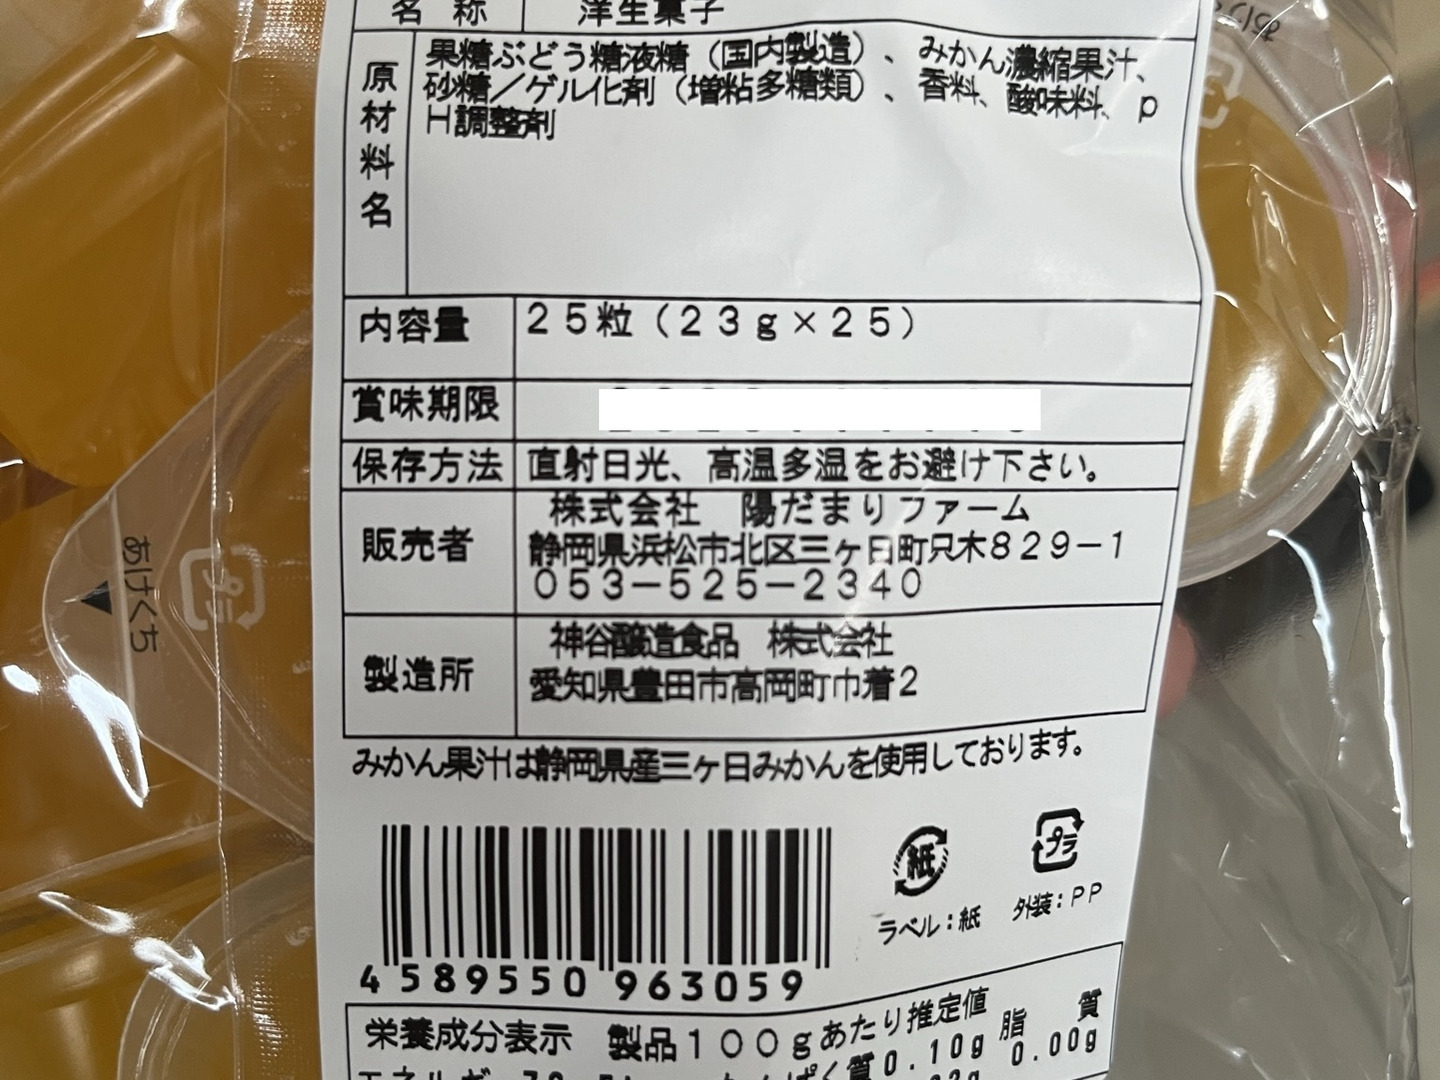 名称 洋生菓子
原材料名
果糖ぶどう糖液糖（国内製造）、みかん濃縮果汁、
砂糖／ゲル化剤（増粘多糖類）、香料、酸味料、ｐ
Ｈ調整剤
内容量 ２５粒（２３ｇ×２５）
賞味期限
保存方法 直射日光、高温多湿をお避け下さい。
販売者
株式会社 陽だまりファーム
静岡県浜松市北区三ヶ日町只木８２９－１
０５３－５２５－２３４０
製造所
神谷醸造食品 株式会社
愛知県豊田市高岡町巾着２
みかん果汁は静岡県産三ヶ日みかんを使用しております。
紙
プラ
ラベル：紙
外装：ＰＰ
4 589550 963059
栄養成分表示 製品１００ｇあたり推定値
たんぱく質０.１０ｇ 脂質
０.００ｇ
あけくち
プラ